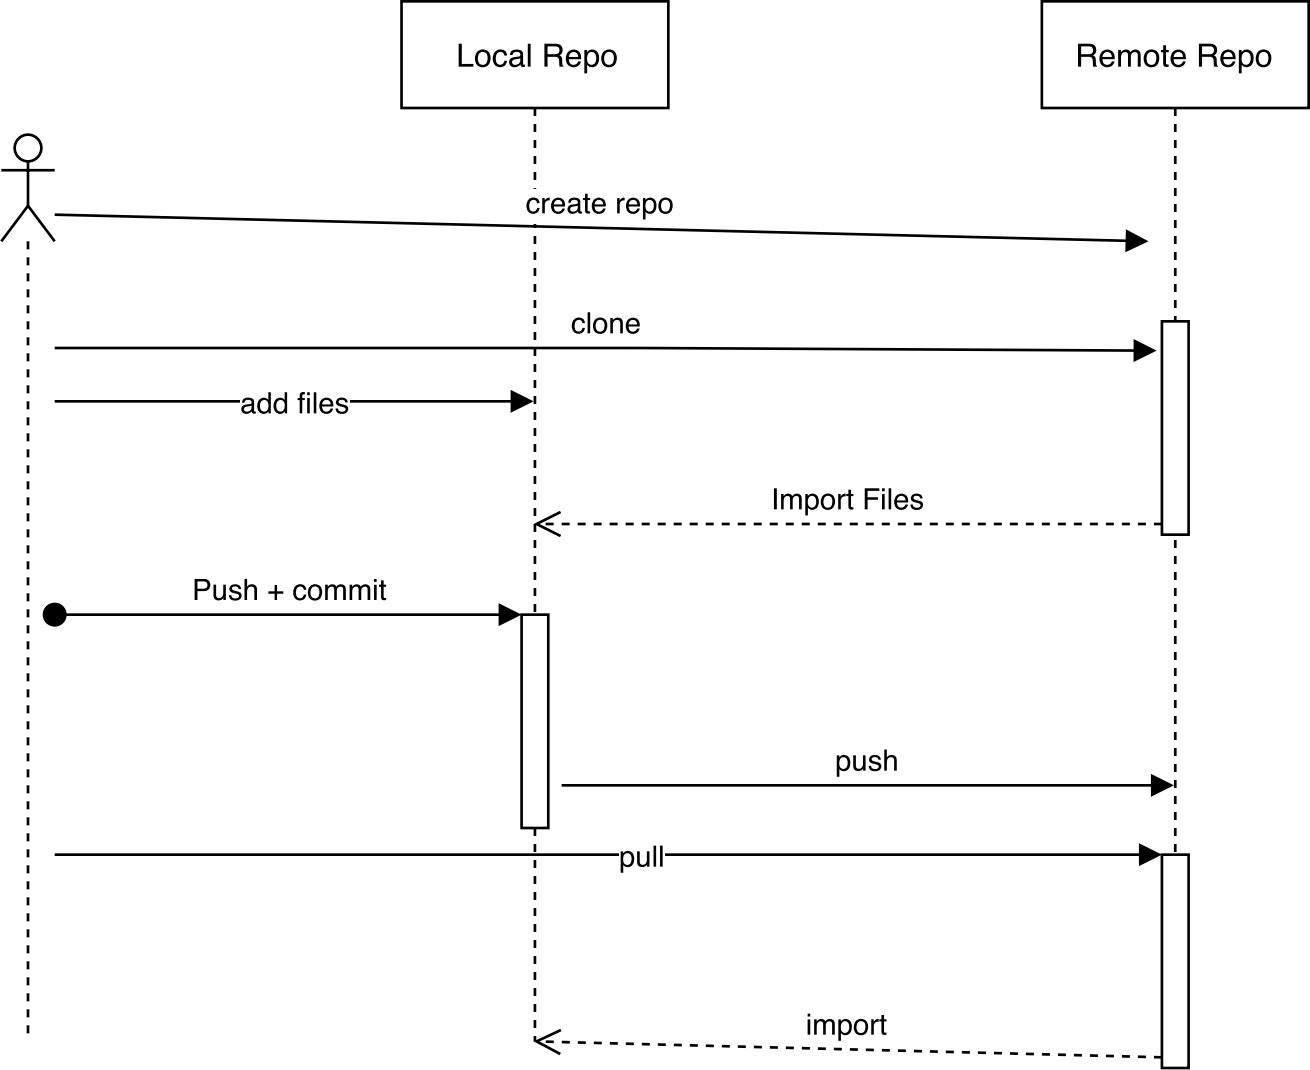 Local Repo
Remote Repo
create repo
clone
add files
Import Files
Push + commit
push
pull
import